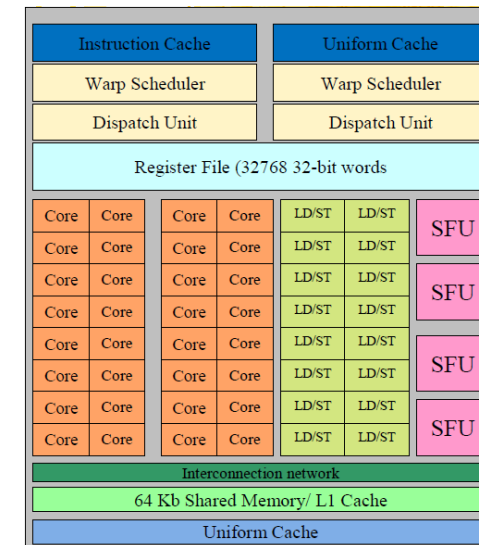 Instruction Cache Uniform Cache
Warp Scheduler Warp Scheduler
Dispatch Unit Dispatch Unit
Register File (32768 32-bit words
Core Core Core Core LD/ST LD/ST SFU
Core Core Core Core LD/ST LD/ST
Core Core Core Core LD/ST LD/ST SFU
Core Core Core Core LD/ST LD/ST
Core Core Core Core LD/ST LD/ST SFU
Core Core Core Core LD/ST LD/ST
Core Core Core Core LD/ST LD/ST SFU
Core Core Core Core LD/ST LD/ST
Interconnection network
64 Kb Shared Memory/ L1 Cache
Uniform Cache